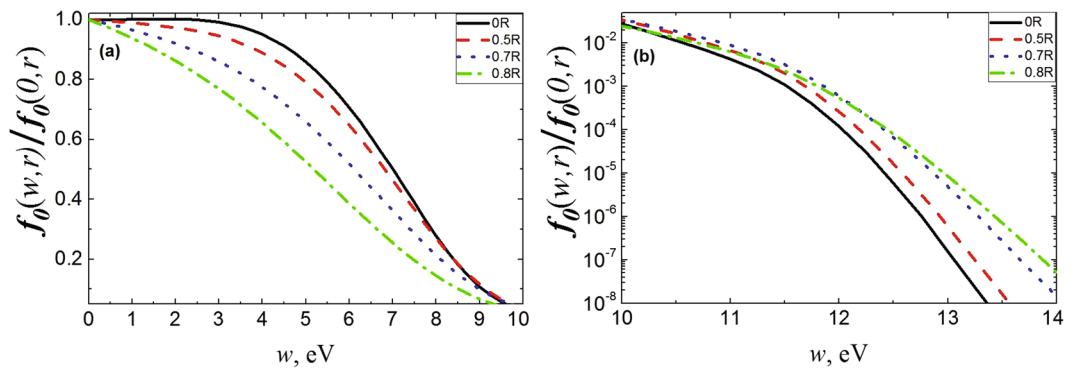 f₀(w,r)/f₀(0,r)
1.0
0.8
0.6
0.4
0.2
(a)
0R
0.5R
0.7R
0.8R
0 1 2 3 4 5 6 7 8 9 10
w, eV
f₀(w,r)/f₀(0,r)
10⁻²
10⁻³
10⁻⁴
10⁻⁵
10⁻⁶
10⁻⁷
10⁻⁸
(b)
0R
0.5R
0.7R
0.8R
10 11 12 13 14
w, eV